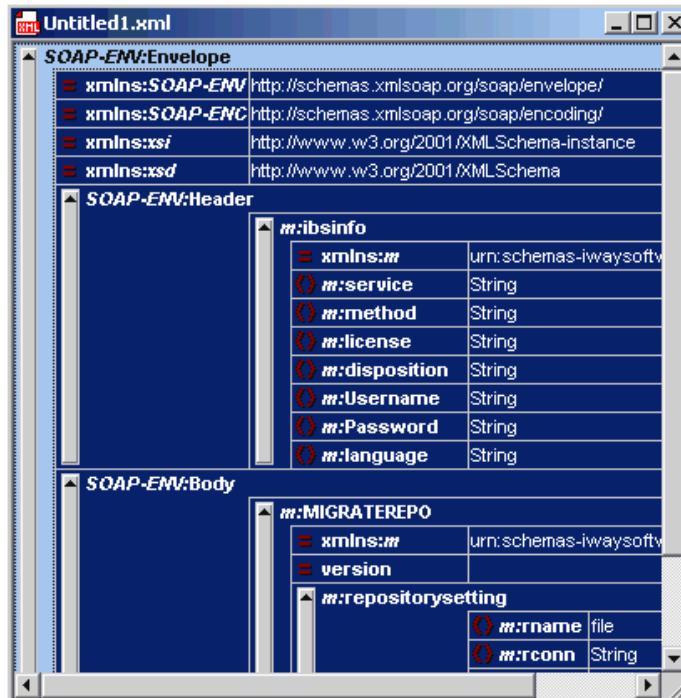 XML Untitled1.xml
SOAP-ENV:Envelope
= xmlns:SOAP-ENV http://schemas.xmlsoap.org/soap/envelope/
= xmlns:SOAP-ENC http://schemas.xmlsoap.org/soap/encoding/
= xmlns:xsi http://www.w3.org/2001/XMLSchema-instance
= xmlns:xsd http://www.w3.org/2001/XMLSchema
SOAP-ENV:Header
m:ibsinfo
= xmlns:m urn:schemas-iwaysoftw
() m:service String
() m:method String
() m:license String
() m:disposition String
() m:Username String
() m:Password String
() m:language String
SOAP-ENV:Body
m:MIGRATEREPO
= xmlns:m urn:schemas-iwaysoftw
= version
m:repositorysetting
() m:rname file
() m:rconn String